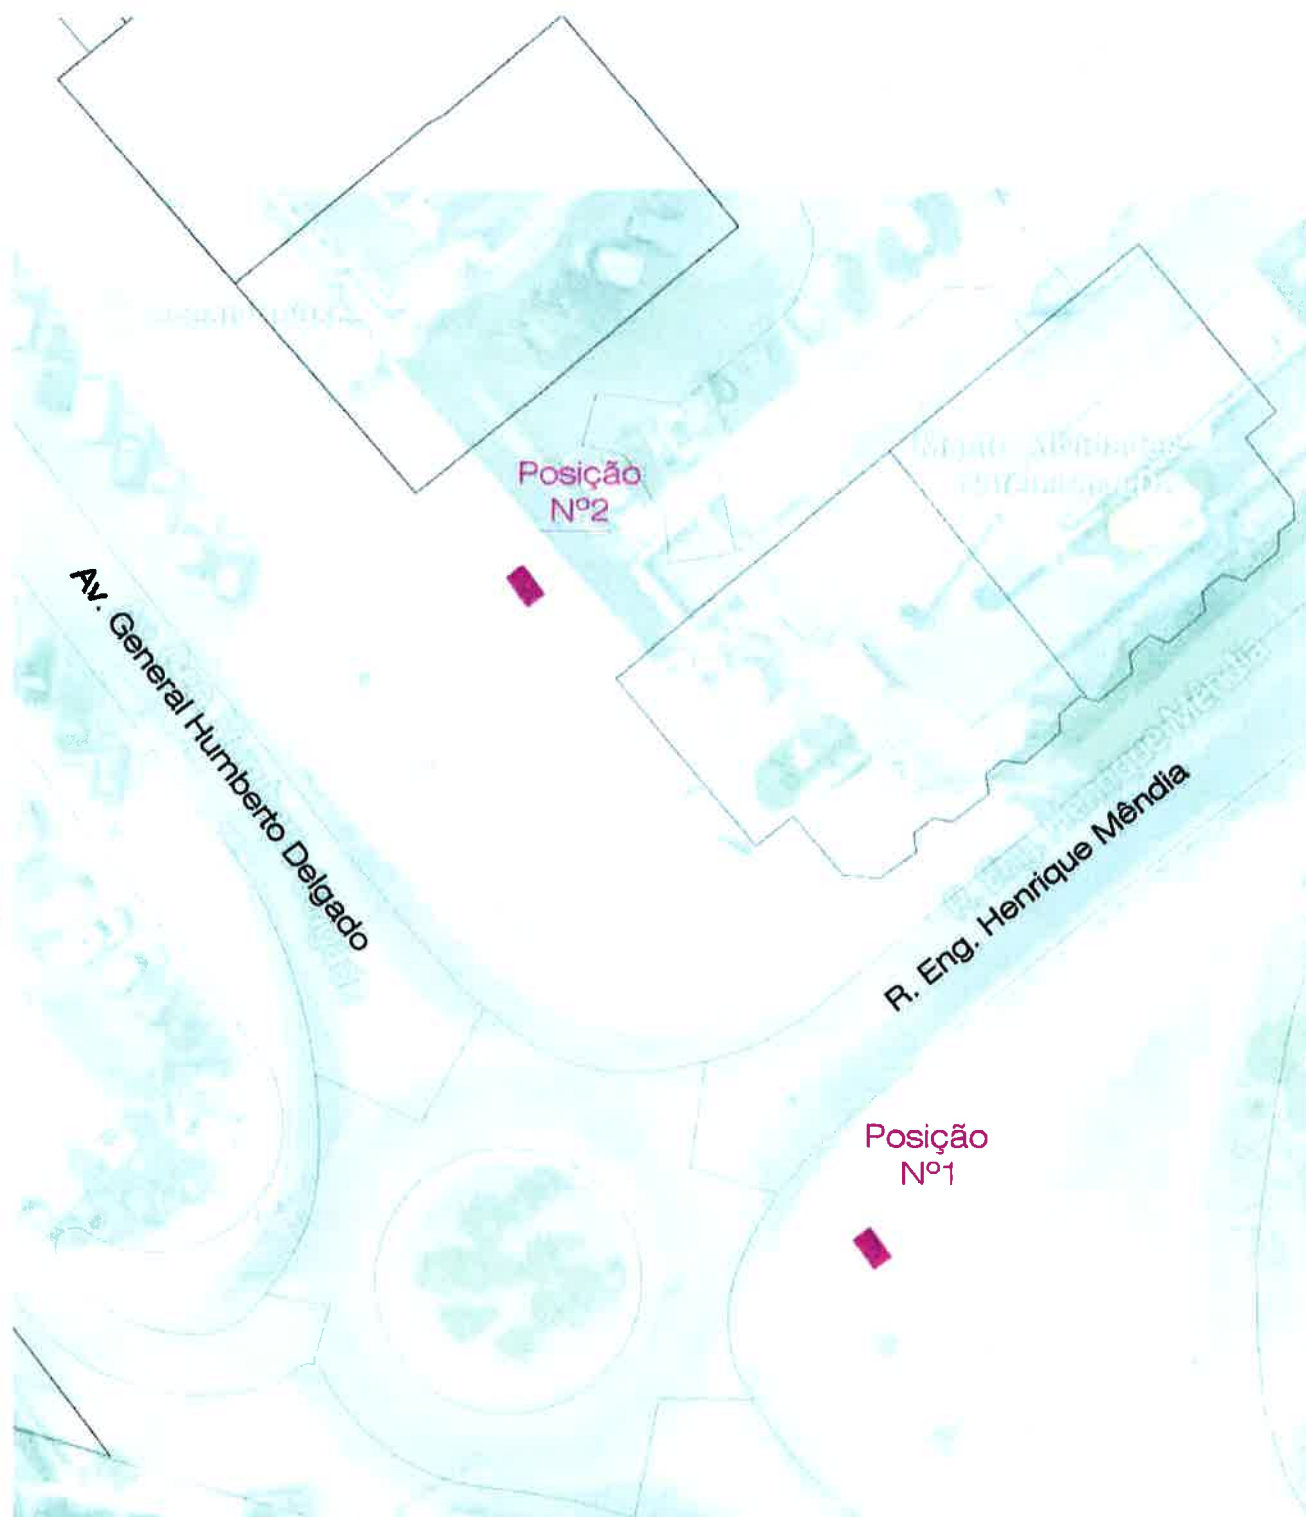 Posição
Nº2
Av. General Humberto Delgado
R. Eng. Henrique Mêndia
Posição
Nº1